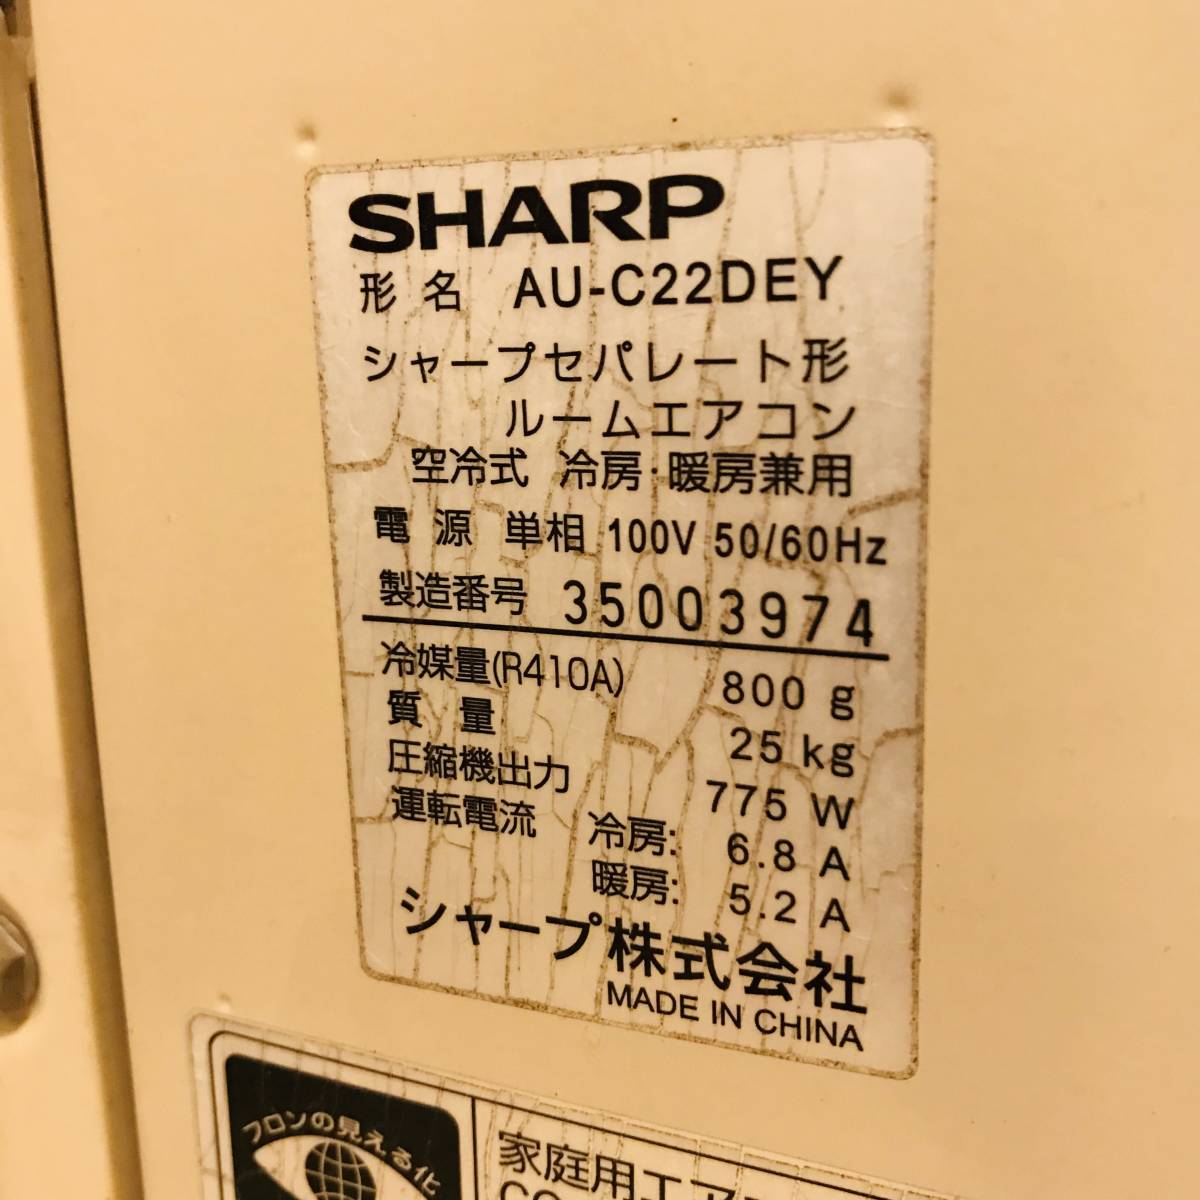 SHARP
形名 AU-C22DEY
シャープセパレート形
ルームエアコン
空冷式 冷房・暖房兼用
電源 単相 100V 50/60Hz
製造番号 35003974
冷媒量(R410A) 800 g
質量 25 kg
圧縮機出力 775 W
運転電流 冷房: 6.8 A
暖房: 5.2 A
シャープ株式会社
MADE IN CHINA
フロンの見える化
家庭用エア